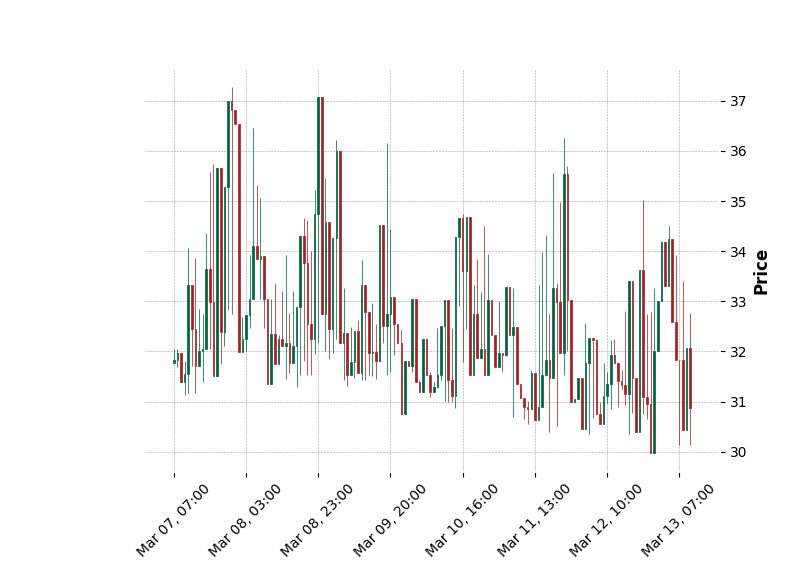 37
36
35
34
33
32
31
30
Price
Mar 07, 07:00
Mar 08, 03:00
Mar 08, 23:00
Mar 09, 20:00
Mar 10, 16:00
Mar 11, 13:00
Mar 12, 10:00
Mar 13, 07:00